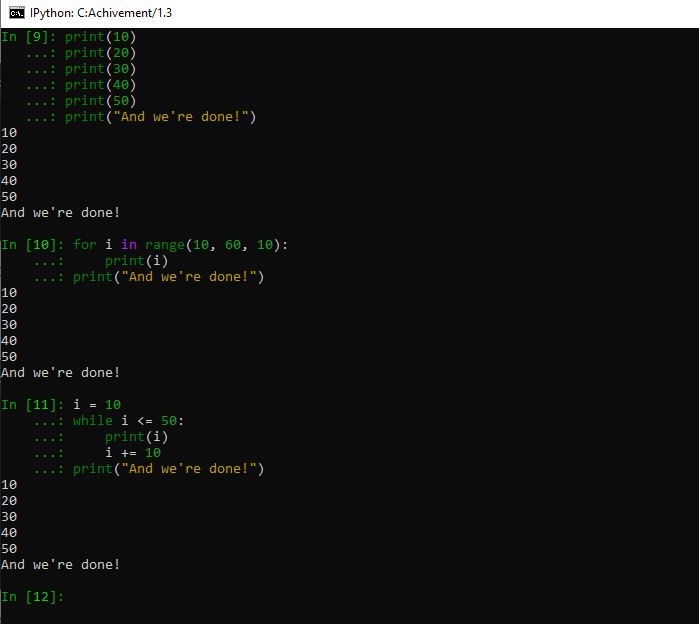 IPython: C:Achivement/1.3
In [9]: print(10)
...: print(20)
...: print(30)
...: print(40)
...: print(50)
...: print("And we're done!")
10
20
30
40
50
And we're done!
In [10]: for i in range(10, 60, 10):
...:     print(i)
...: print("And we're done!")
10
20
30
40
50
And we're done!
In [11]: i = 10
...: while i <= 50:
...:     print(i)
...:     i += 10
...: print("And we're done!")
10
20
30
40
50
And we're done!
In [12]: